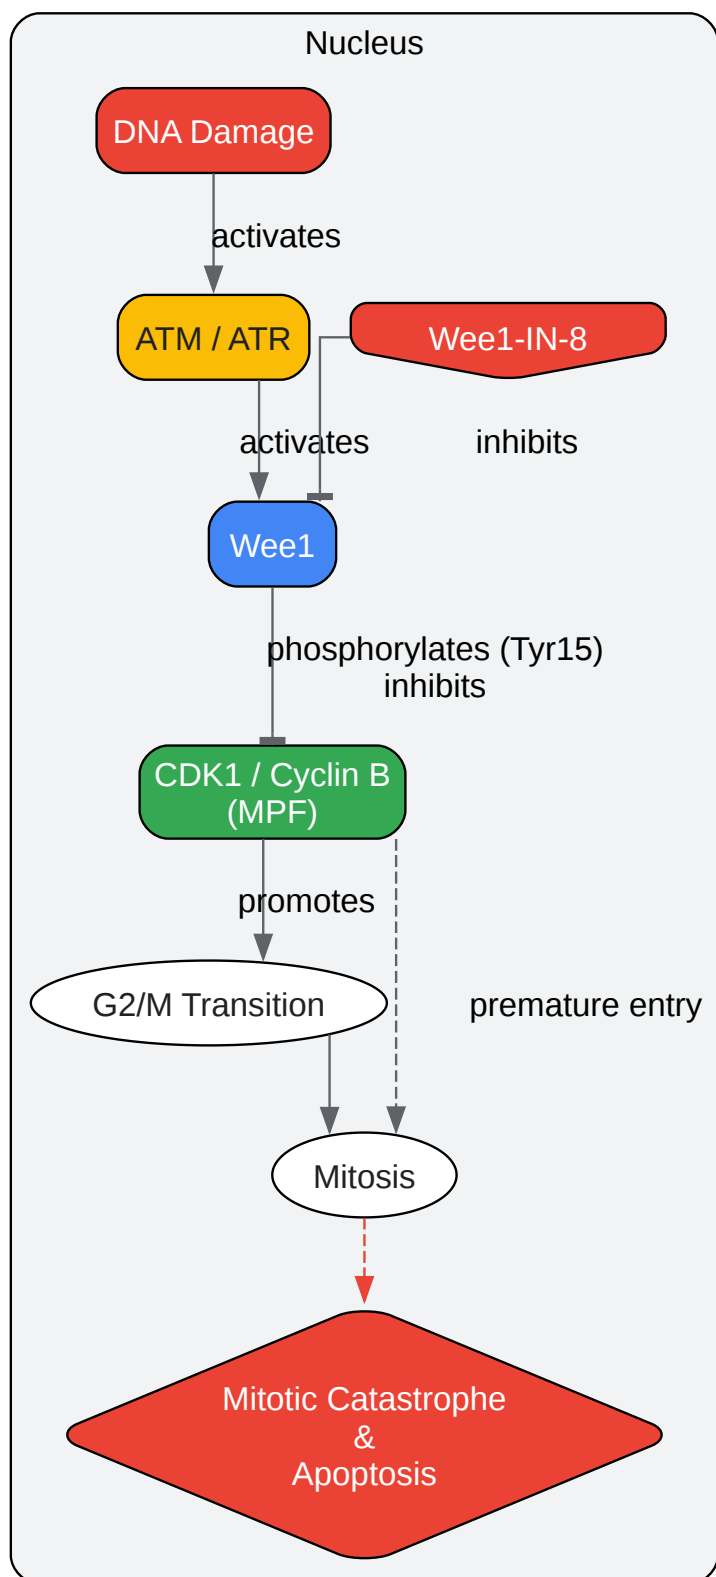 Nucleus
DNA Damage
activates
ATM / ATR
Wee1-IN-8
activates
inhibits
Wee1
phosphorylates (Tyr15)
inhibits
CDK1 / Cyclin B
(MPF)
promotes
G2/M Transition
premature entry
Mitosis
Mitotic Catastrophe
&
Apoptosis